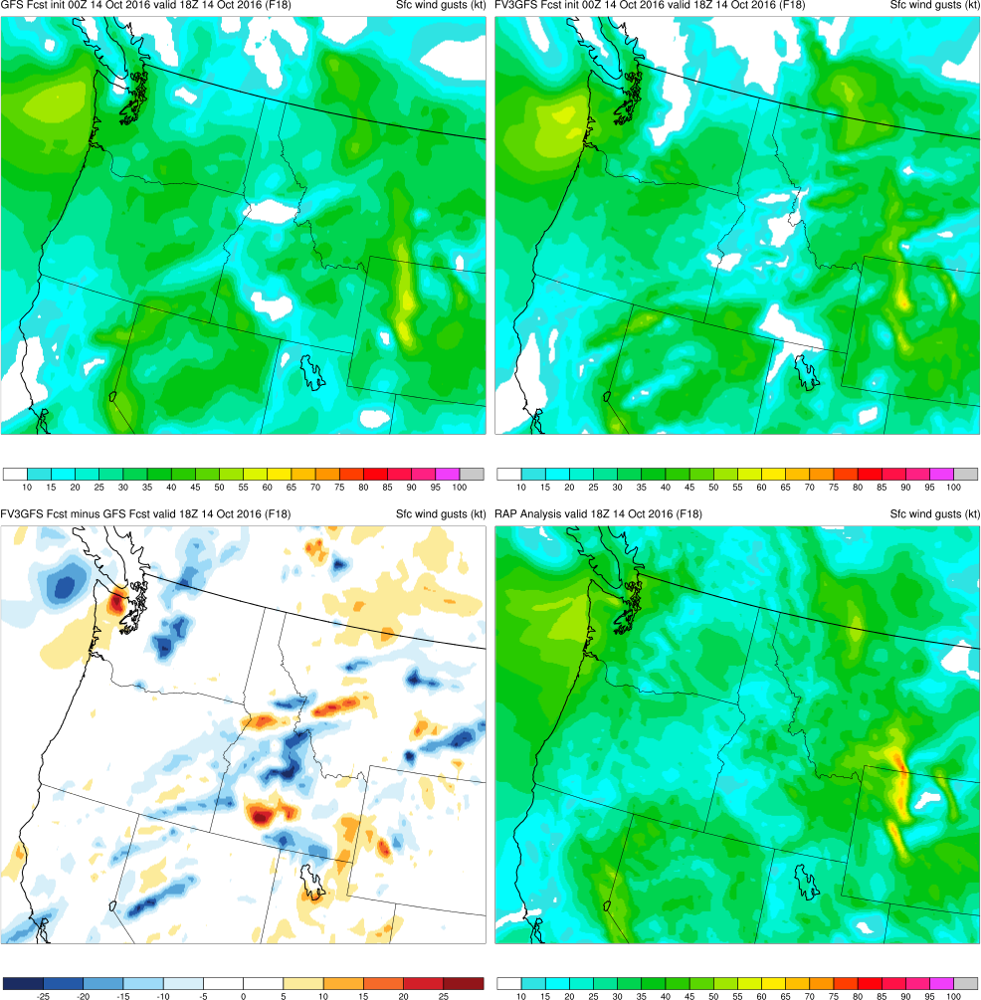 GFS Fcst init 00Z 14 Oct 2016 valid 18Z 14 Oct 2016 (F18) Sfc wind gusts (kt)
FV3GFS Fcst init 00Z 14 Oct 2016 valid 18Z 14 Oct 2016 (F18) Sfc wind gusts (kt)
10 15 20 25 30 35 40 45 50 55 60 65 70 75 80 85 90 95 100
10 15 20 25 30 35 40 45 50 55 60 65 70 75 80 85 90 95 100
FV3GFS Fcst minus GFS Fcst valid 18Z 14 Oct 2016 (F18) Sfc wind gusts (kt)
RAP Analysis valid 18Z 14 Oct 2016 (F18) Sfc wind gusts (kt)
-25 -20 -15 -10 -5 0 5 10 15 20 25
10 15 20 25 30 35 40 45 50 55 60 65 70 75 80 85 90 95 100